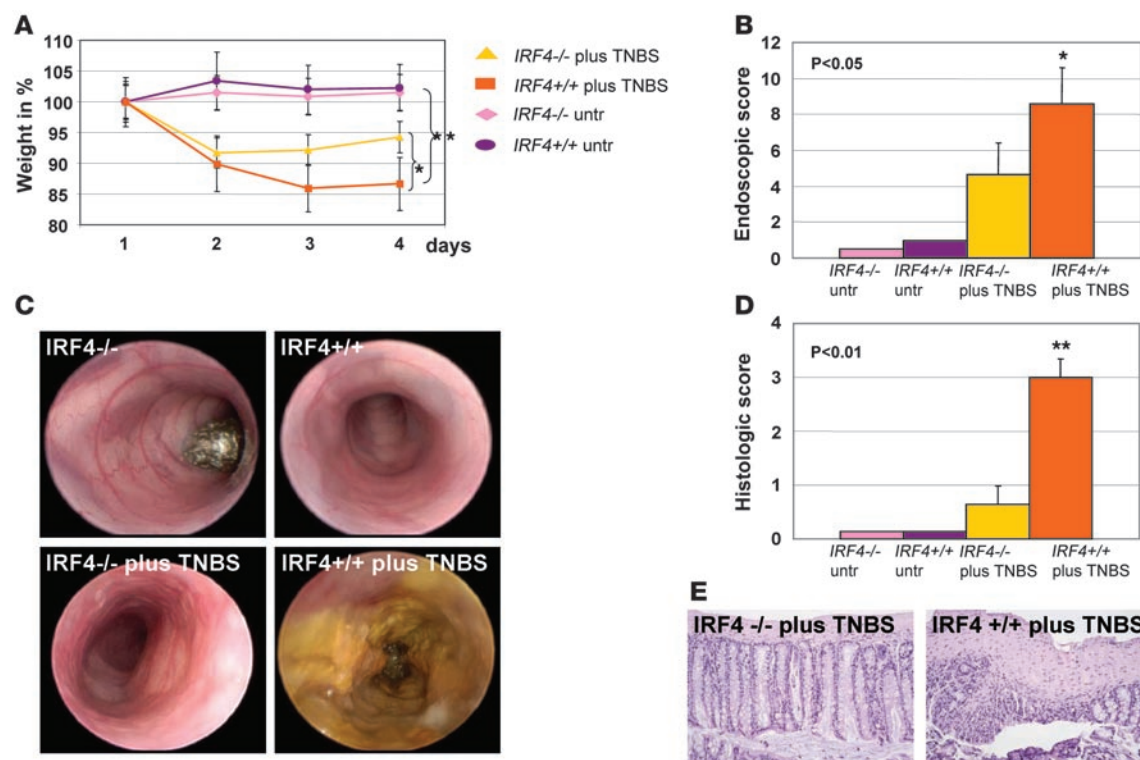 A
110
105
100
95
90
85
80
Weight in %
1 2 3 4 days
* *
*
IRF4-/- plus TNBS
IRF4+/+ plus TNBS
IRF4-/- untr
IRF4+/+ untr
B
12
10
8
6
4
2
0
Endoscopic score
P<0.05
*
IRF4-/- untr
IRF4+/+ untr
IRF4-/- plus TNBS
IRF4+/+ plus TNBS
C
IRF4-/-
IRF4+/+
IRF4-/- plus TNBS
IRF4+/+ plus TNBS
D
4
3
2
1
0
Histologic score
P<0.01
**
IRF4-/- untr
IRF4+/+ untr
IRF4-/- plus TNBS
IRF4+/+ plus TNBS
E
IRF4 -/- plus TNBS
IRF4 +/+ plus TNBS